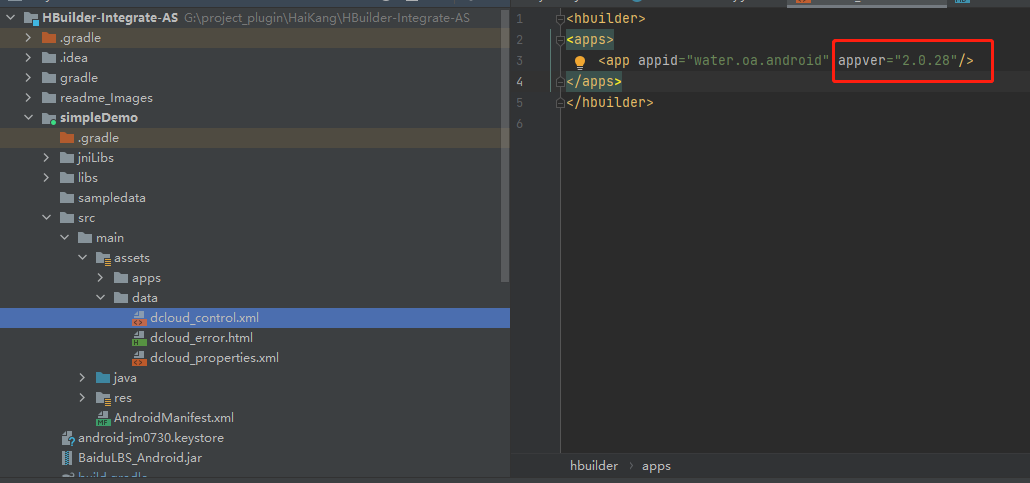 HBuilder-Integrate-AS G:\project_plugin\HaiKang\HBuilder-Integrate-AS
.gradle
.idea
gradle
readme_Images
simpleDemo
.gradle
jniLibs
libs
sampledata
src
main
assets
apps
data
dcloud_control.xml
dcloud_error.html
dcloud_properties.xml
java
res
AndroidManifest.xml
android-jm0730.keystore
BaiduLBS_Android.jar
build.gradle
1 <hbuilder>
2 <apps>
3 <app appid="water.oa.android" appver="2.0.28"/>
4 </apps>
5 </hbuilder>
6
hbuilder › apps